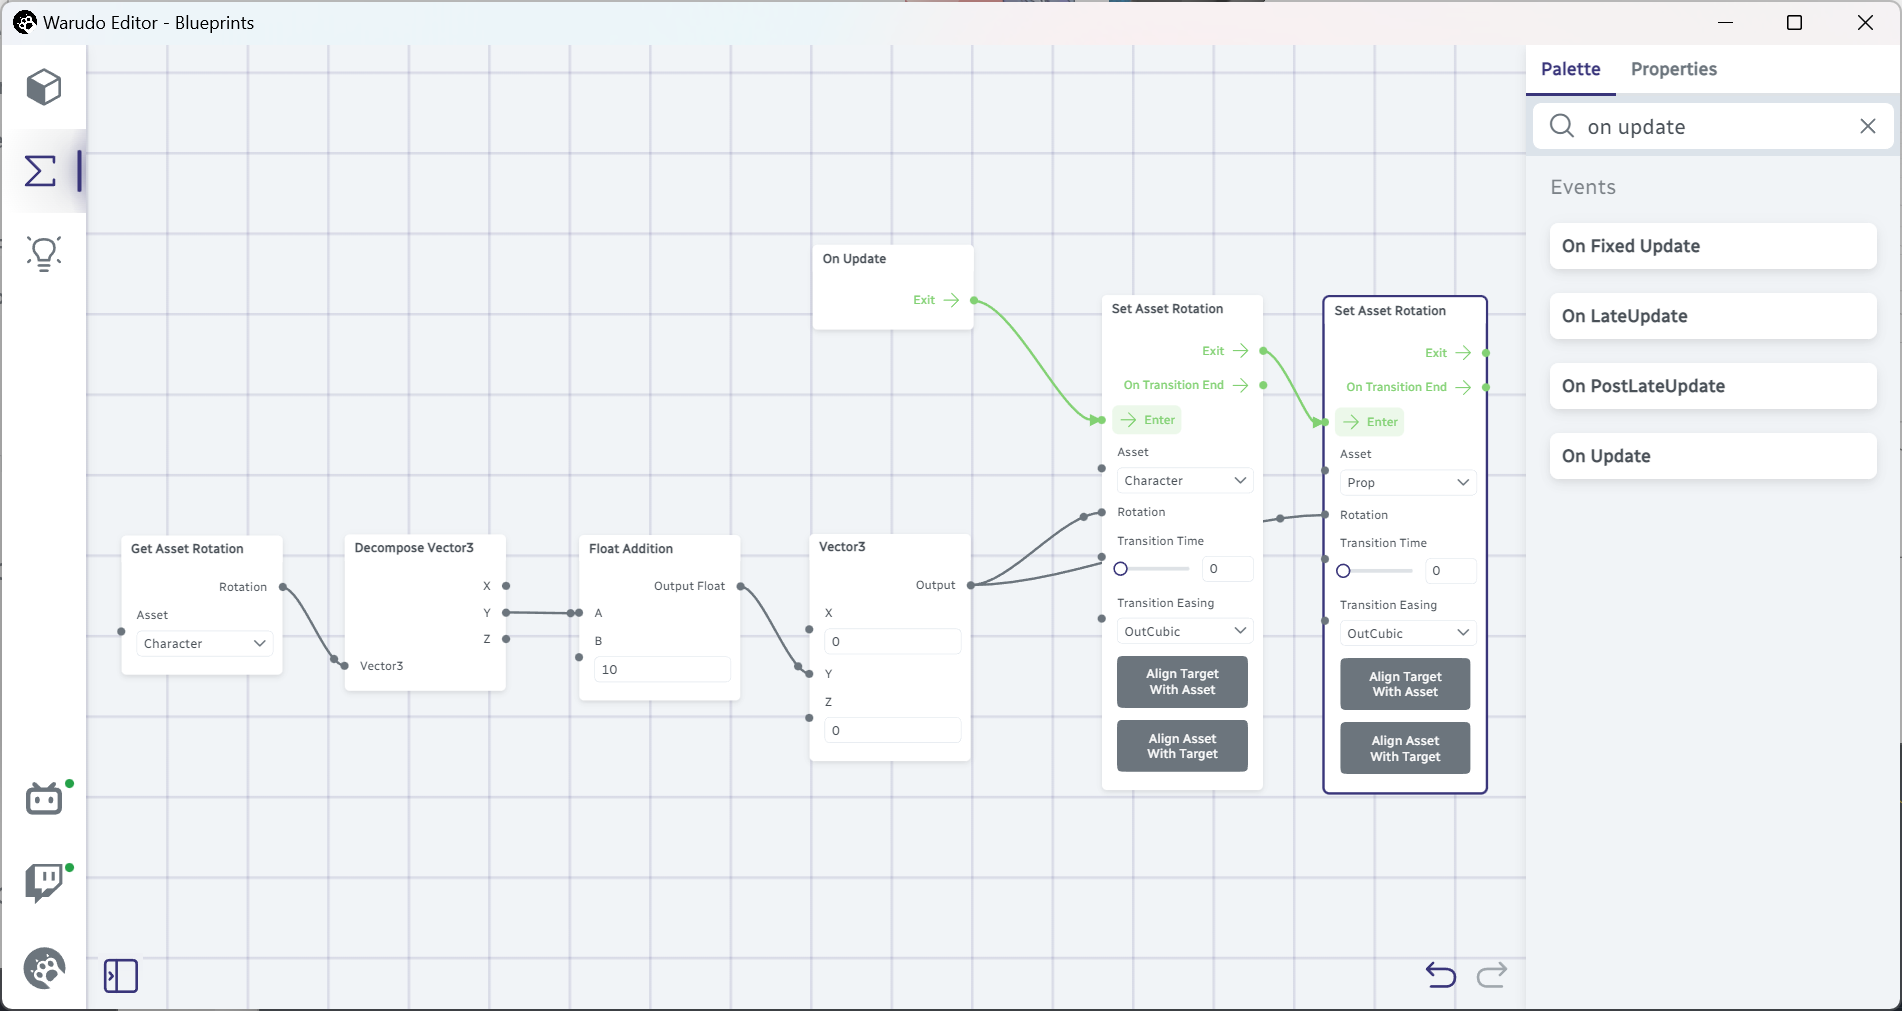 Warudo Editor - Blueprints
Palette
Properties
on update
Events
On Fixed Update
On LateUpdate
On PostLateUpdate
On Update
On Update
Exit
Get Asset Rotation
Rotation
Asset
Character
Decompose Vector3
X
Y
Z
Vector3
Float Addition
Output Float
A
B
10
Vector3
Output
X
0
Y
Z
0
Set Asset Rotation
Exit
On Transition End
Enter
Asset
Character
Rotation
Transition Time
0
Transition Easing
OutCubic
Align Target
With Asset
Align Asset
With Target
Set Asset Rotation
Exit
On Transition End
Enter
Asset
Prop
Rotation
Transition Time
0
Transition Easing
OutCubic
Align Target
With Asset
Align Asset
With Target